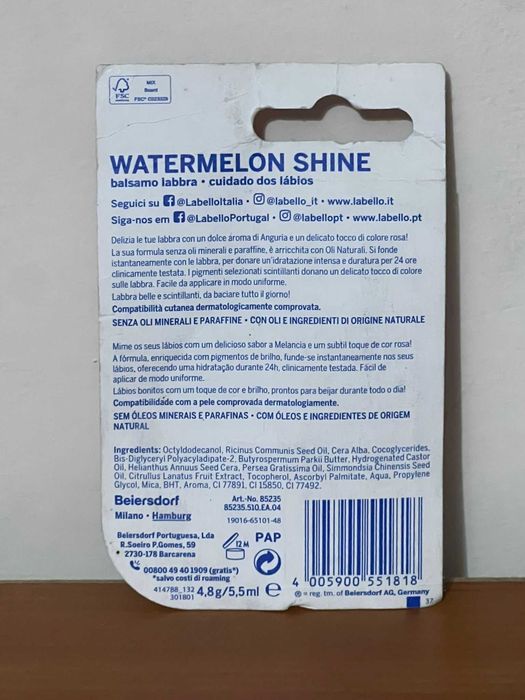 FSC
MIX
Board
WATERMELON SHINE
balsamo labbra • cuidado dos lábios
Seguici su @LabelloItalia • @labello_it • www.labello.it
Siga-nos em @LabelloPortugal • @labellopt • www.labello.pt
Delizia le tue labbra con un dolce aroma di Anguria e un delicato tocco di colore rosa!
La sua formula senza oli minerali e paraffine, è arricchita con Oli Naturali. Si fonde
istantaneamente con le labbra, per donare un'idratazione intensa e duratura per 24 ore
clinicamente testata. I pigmenti selezionati scintillanti donano un delicato tocco di colore
sulle labbra. Facile da applicare in modo uniforme.
Labbra belle e scintillanti, da baciare tutto il giorno!
Compatibilità cutanea dermatologicamente comprovata.
SENZA OLI MINERALI E PARAFFINE • CON OLI E INGREDIENTI DI ORIGINE NATURALE
Mime os seus lábios com um delicioso sabor a Melancia e um subtil toque de cor rosa!
A fórmula, enriquecida com pigmentos de brilho, funde-se instantaneamente nos seus
lábios, oferecendo uma hidratação durante 24h, clinicamente testada. Fácil de
aplicar de modo uniforme.
Lábios bonitos com um toque de cor e brilho, prontos para beijar durante todo o dia!
Compatibilidade com a pele comprovada dermatologicamente.
SEM ÓLEOS MINERAIS E PARAFINAS • COM ÓLEOS E INGREDIENTES DE ORIGEM
NATURAL
Ingredients: Octyldodecanol, Ricinus Communis Seed Oil, Cera Alba, Cocoglycerides,
Bis-Diglyceryl Polyacyladipate-2, Butyrospermum Parkii Butter, Hydrogenated Castor
Oil, Helianthus Annuus Seed Cera, Persea Gratissima Oil, Simmondsia Chinensis Seed
Oil, Citrullus Lanatus Fruit Extract, Tocopherol, Ascorbyl Palmitate, Aqua, Propylene
Glycol, Mica, BHT, Aroma, CI 77891, CI 15850, CI 77492.
Beiersdorf
Milano • Hamburg
Art.-No. 85235
85235.510.EA.04
19016-65101-48
Beiersdorf Portuguesa, Lda
R.Soeiro P.Gomes, 59
2730-178 Barcarena
12 M
PAP
00800 49 40 1909 (gratis*)
*salvo costi di roaming
414788_132
301801
4,8g/5,5ml ℮
4 005900 551818
® = reg. tm. of Beiersdorf AG, Germany
37